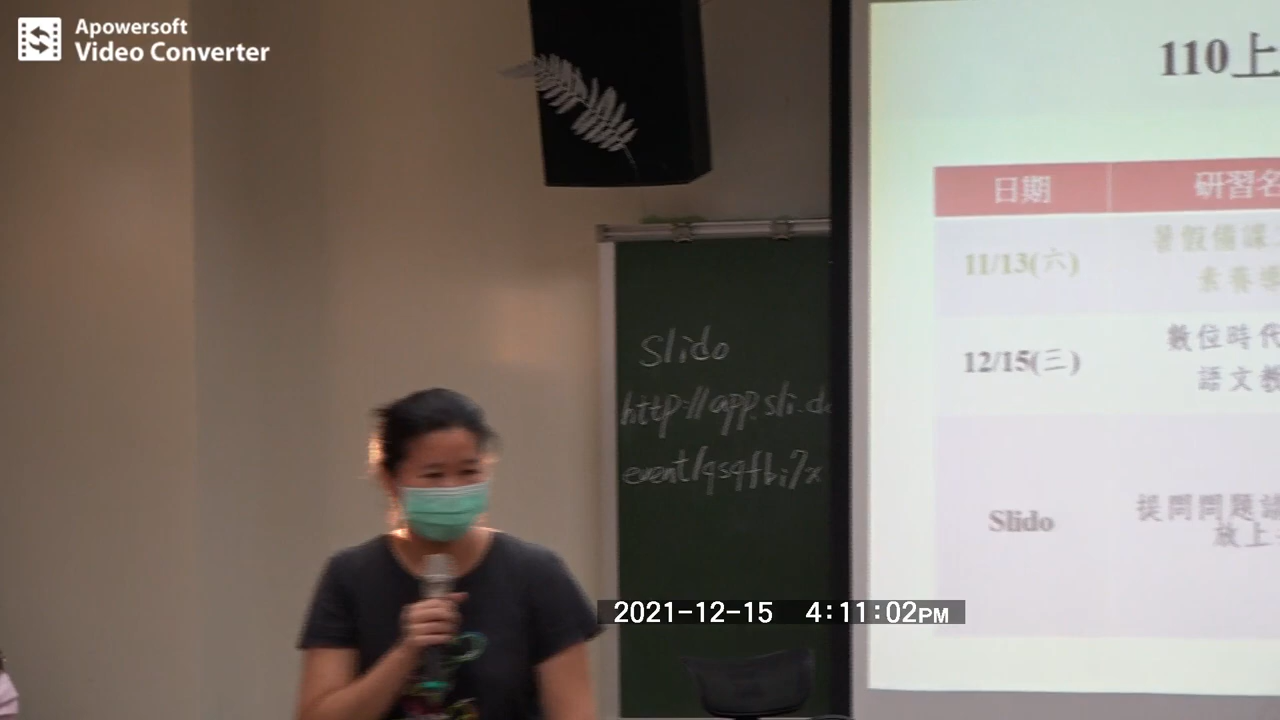 Apowersoft
Video Converter
110上
日期
研習名
11/13(六)
暑假備課
素養導
12/15(三)
數位時代
語文教
Slido
提問問題請
放上
Slido
http://app.sli.do
event/qsqfbi7x
2021-12-15 4:11:02PM